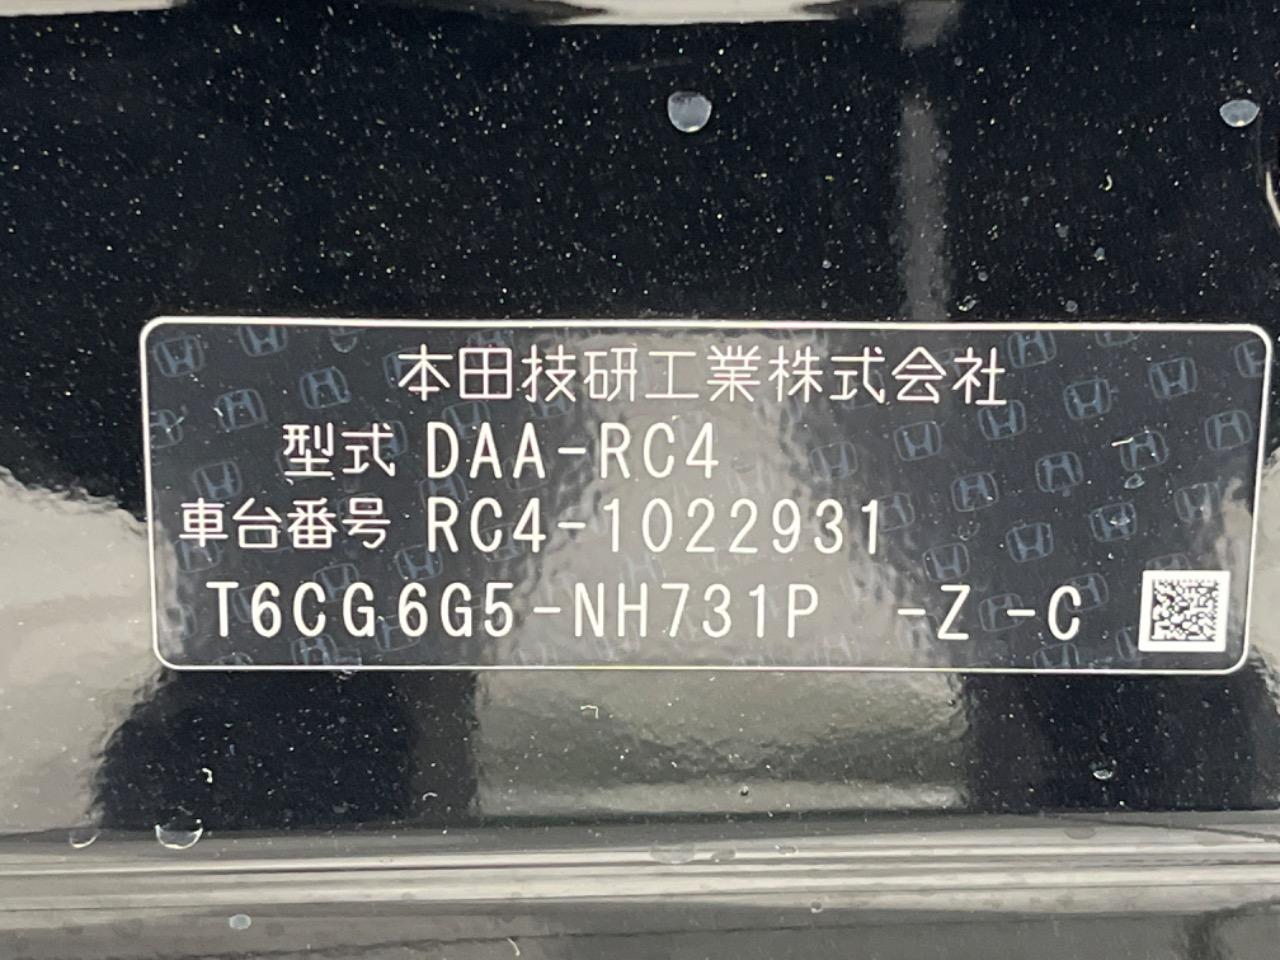 本田技研工業株式会社
型式 DAA-RC4
車台番号 RC4-1022931
T6CG6G5-NH731P -Z -C